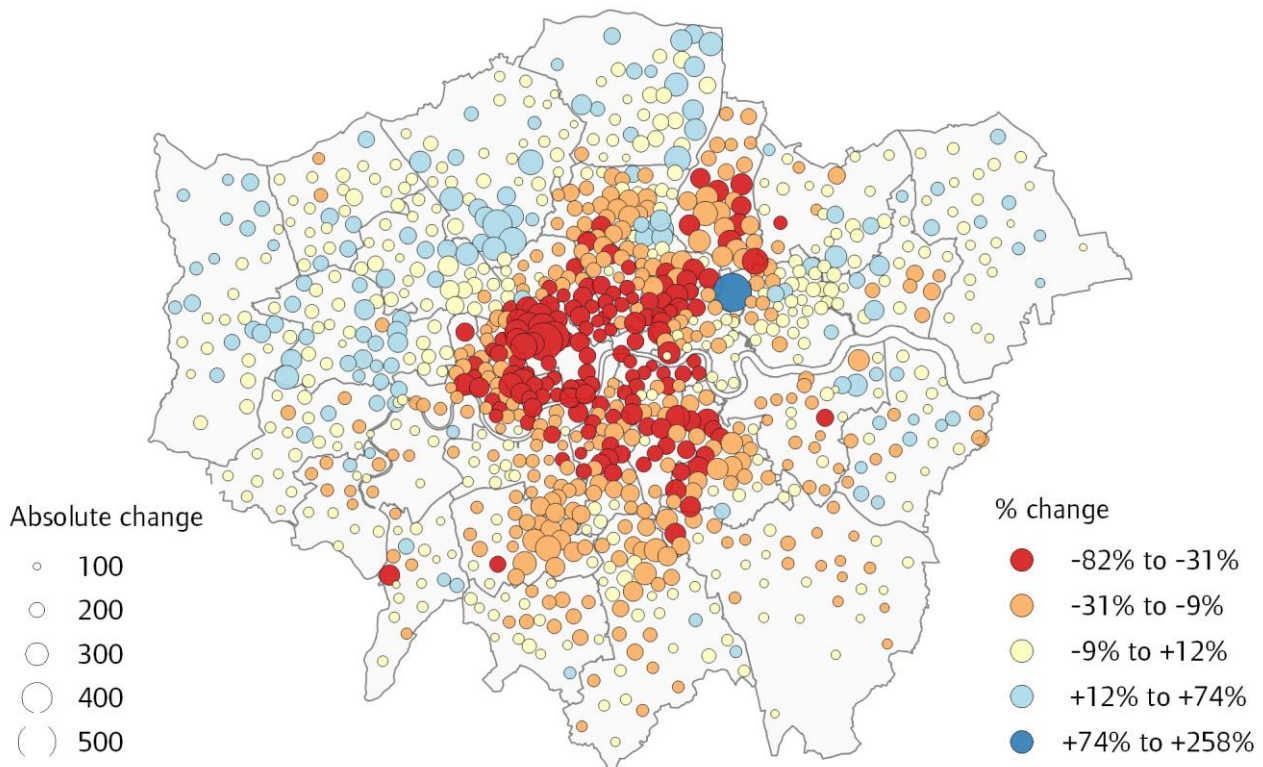 Absolute change
100
200
300
400
500
% change
-82% to -31%
-31% to -9%
-9% to +12%
+12% to +74%
+74% to +258%